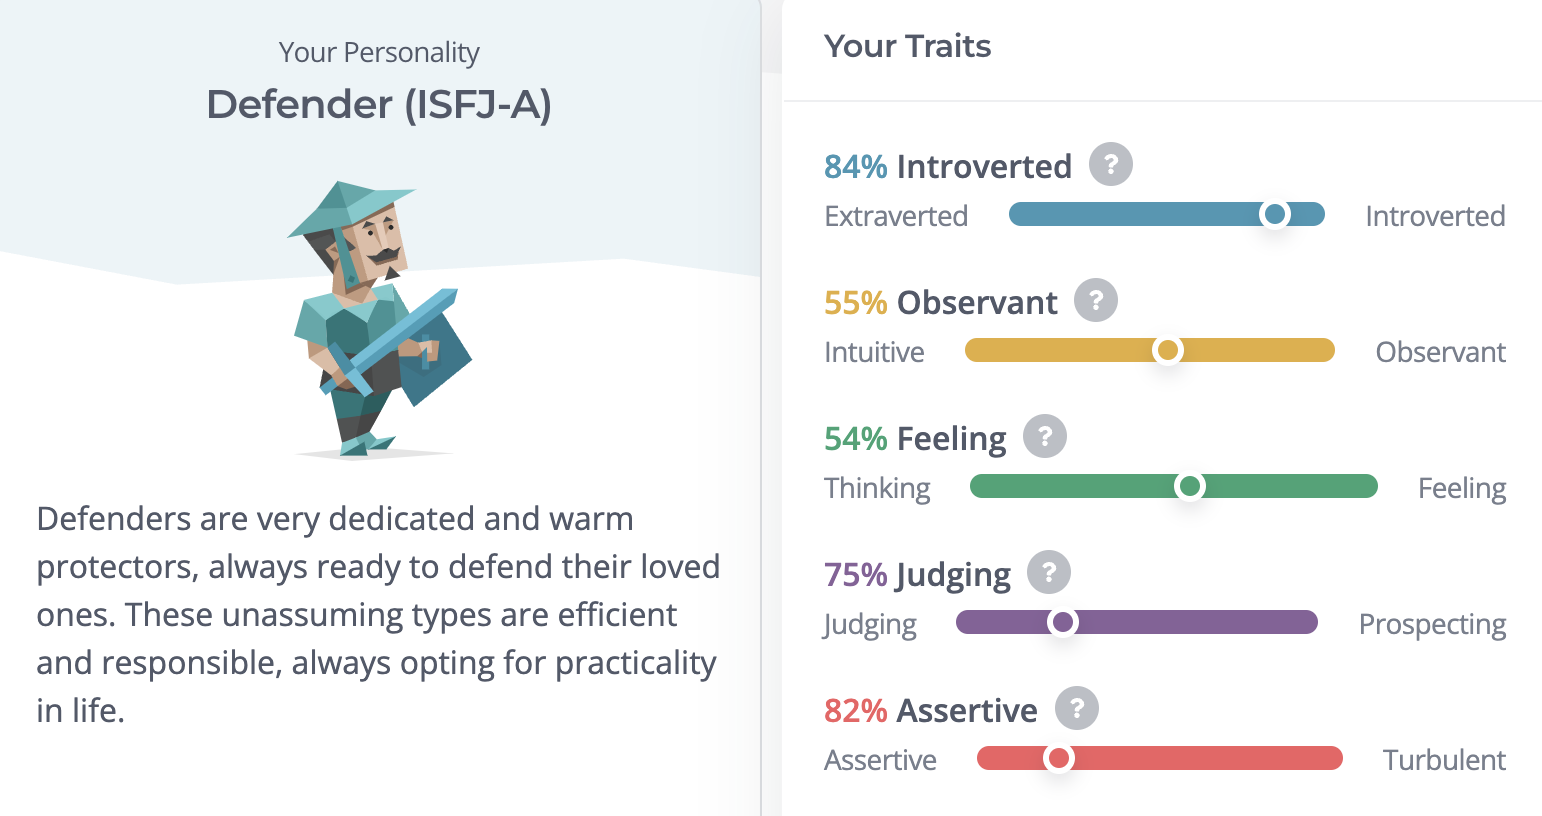 Your Personality
Defender (ISFJ-A)
Defenders are very dedicated and warm
protectors, always ready to defend their loved
ones. These unassuming types are efficient
and responsible, always opting for practicality
in life.
Your Traits
84% Introverted ?
Extraverted Introverted
55% Observant ?
Intuitive Observant
54% Feeling ?
Thinking Feeling
75% Judging ?
Judging Prospecting
82% Assertive ?
Assertive Turbulent